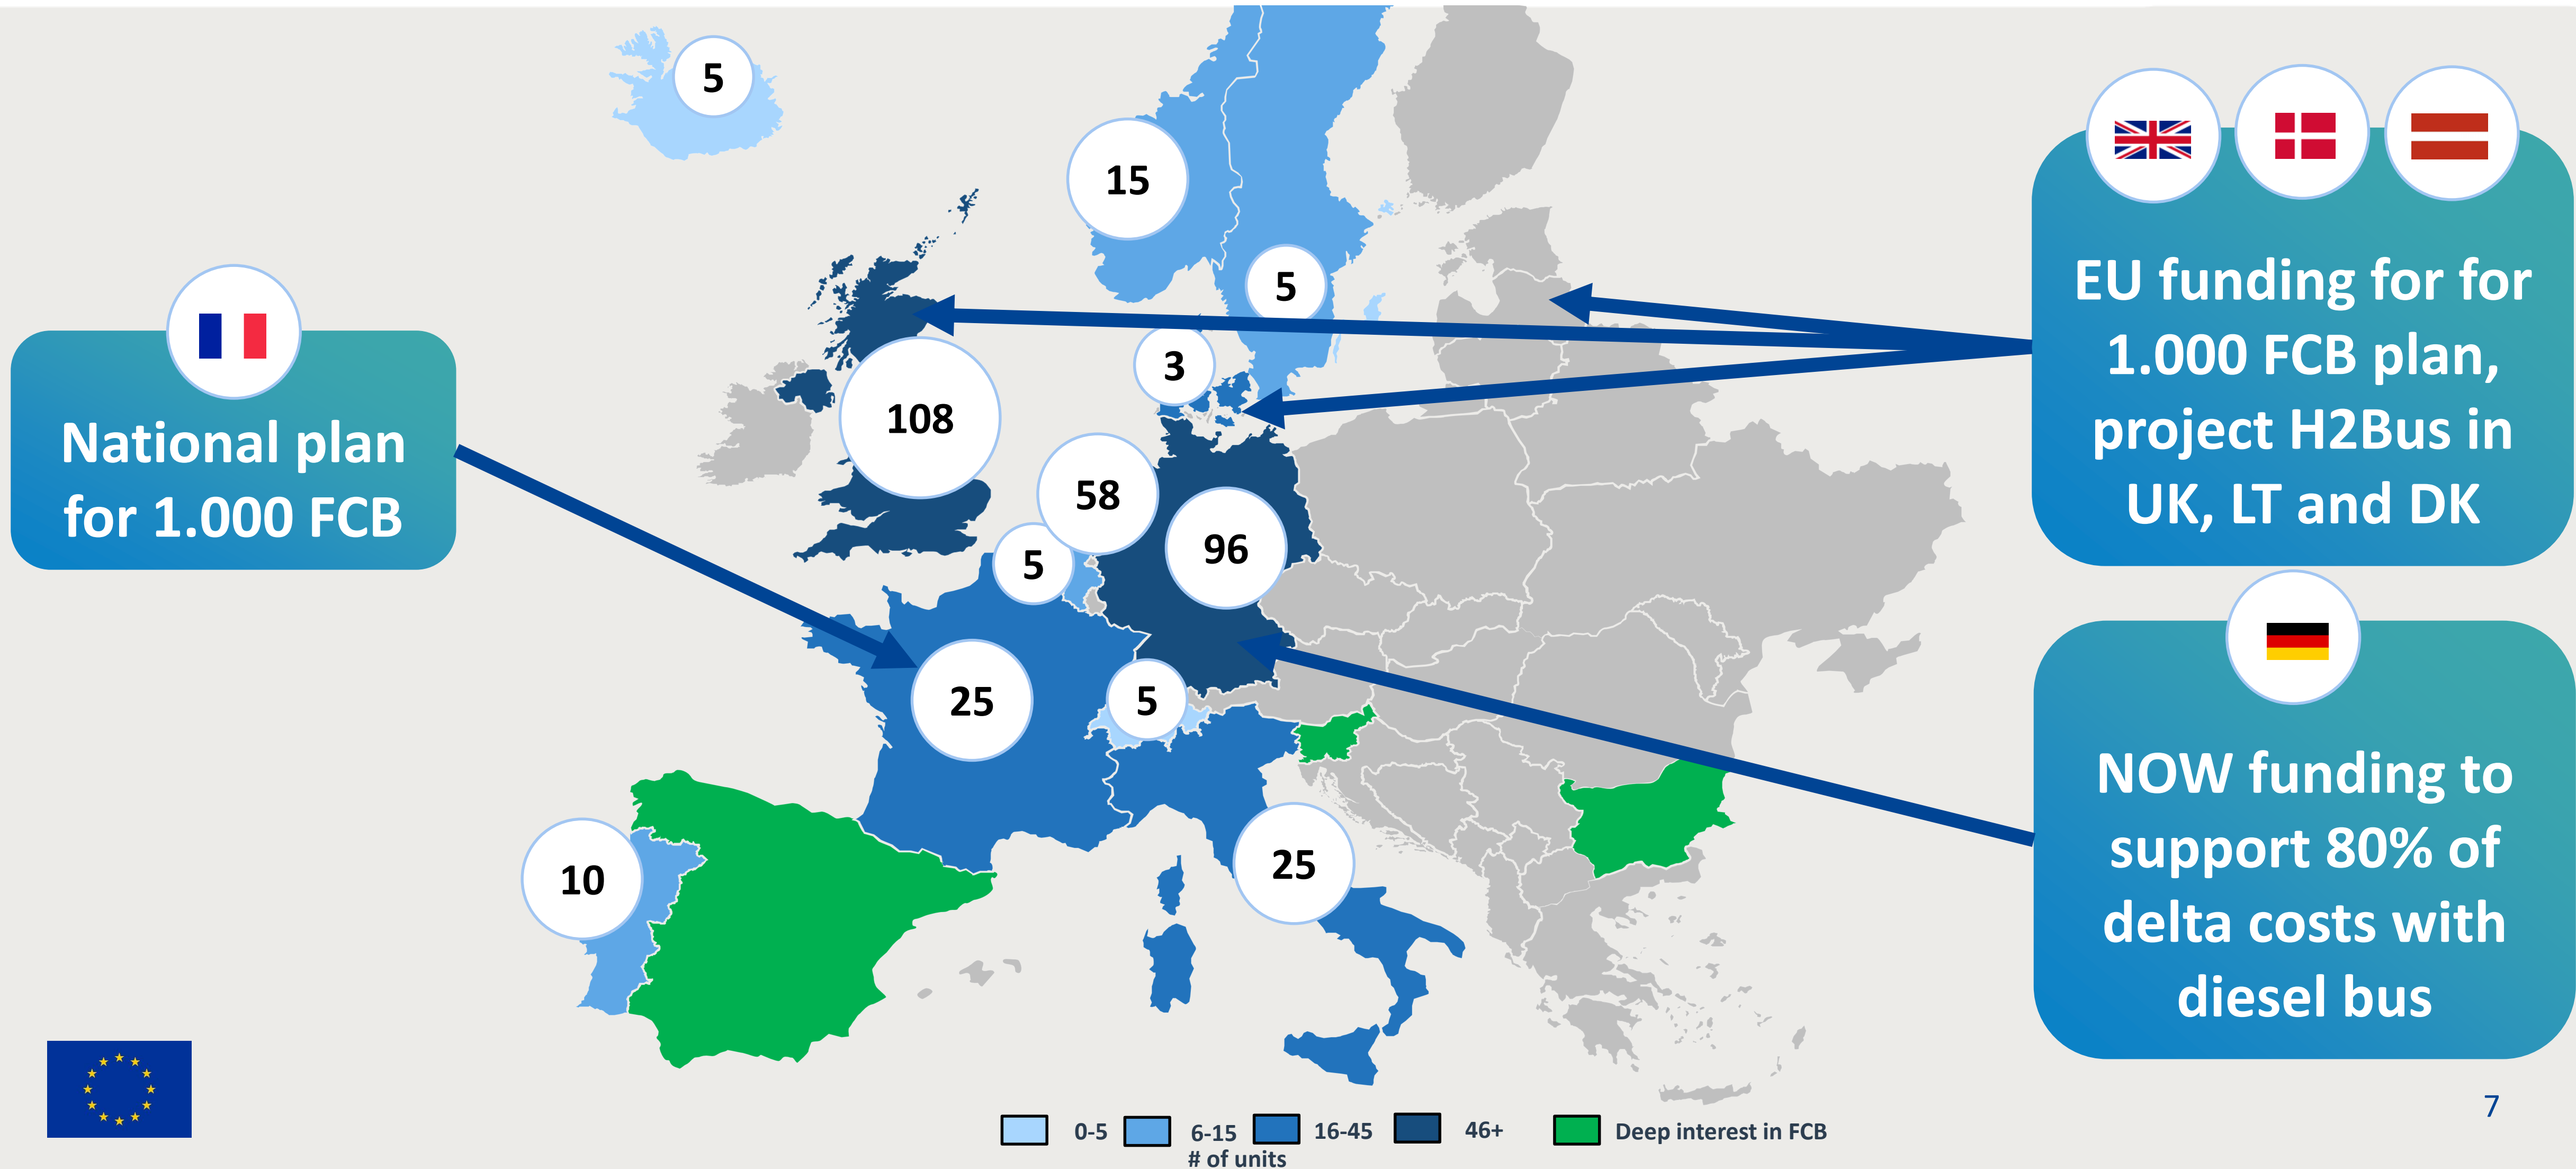 5
15
5
3
108
58
5
96
25
5
10
25
National plan
for 1.000 FCB
EU funding for for
1.000 FCB plan,
project H2Bus in
UK, LT and DK
NOW funding to
support 80% of
delta costs with
diesel bus
0-5
6-15
16-45
46+
Deep interest in FCB
# of units
7